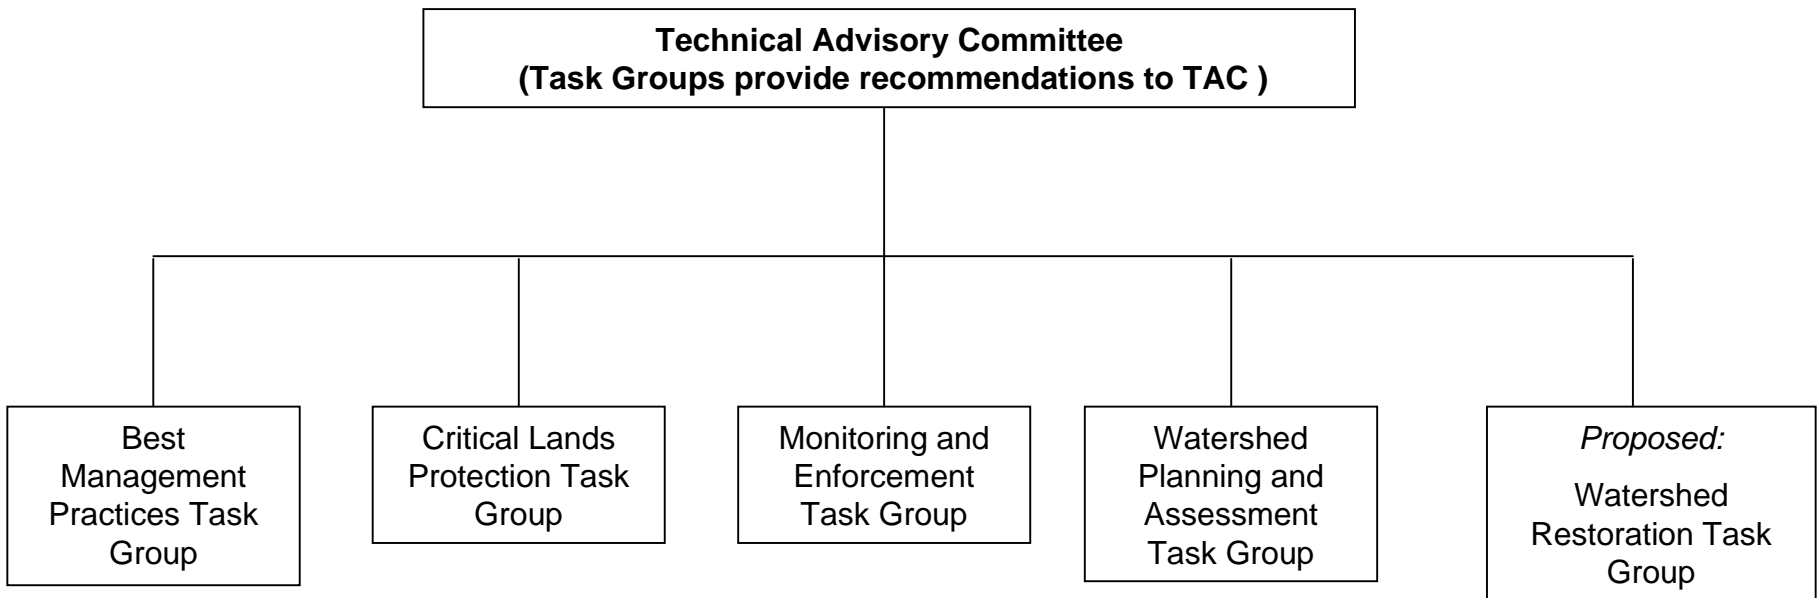 Technical Advisory Committee
(Task Groups provide recommendations to TAC )
Best
Management
Practices Task
Group
Critical Lands
Protection Task
Group
Monitoring and
Enforcement
Task Group
Watershed
Planning and
Assessment
Task Group
Proposed:
Watershed
Restoration Task
Group